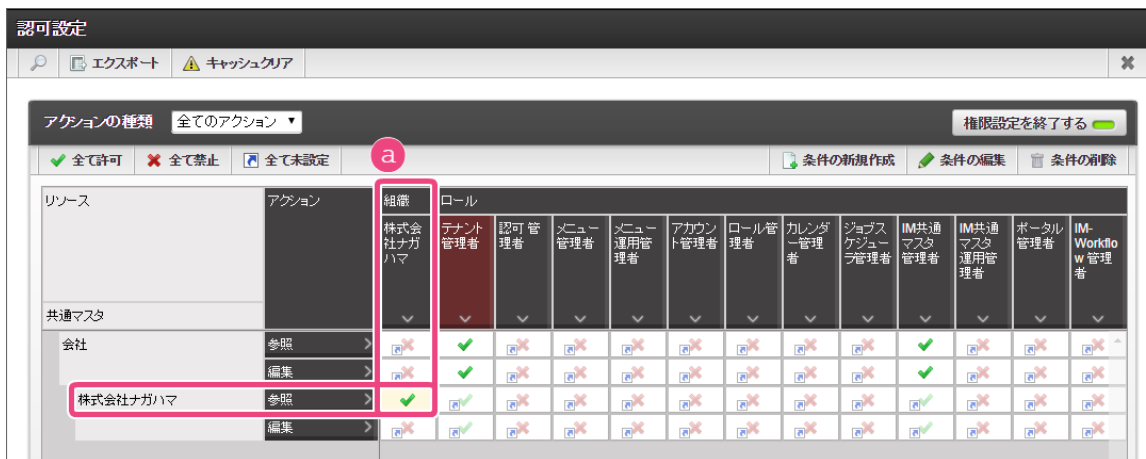 認可設定
エクスポート キャッシュクリア
アクションの種類 全てのアクション 権限設定を終了する
全て許可 全て禁止 全て未設定 a 条件の新規作成 条件の編集 条件の削除
リソース アクション 組織 ロール
株式会社ナガハマ テナント管理者 認可管理者 メニュー管理者 メニュー運用管理者 アカウント管理者 ロール管理者 カレンダー管理者 ジョブスケジューラ管理者 IM共通マスタ管理者 IM共通マスタ運用管理者 ポータル管理者 IM-Workflow 管理者
共通マスタ
会社 参照
編集
株式会社ナガハマ 参照
編集